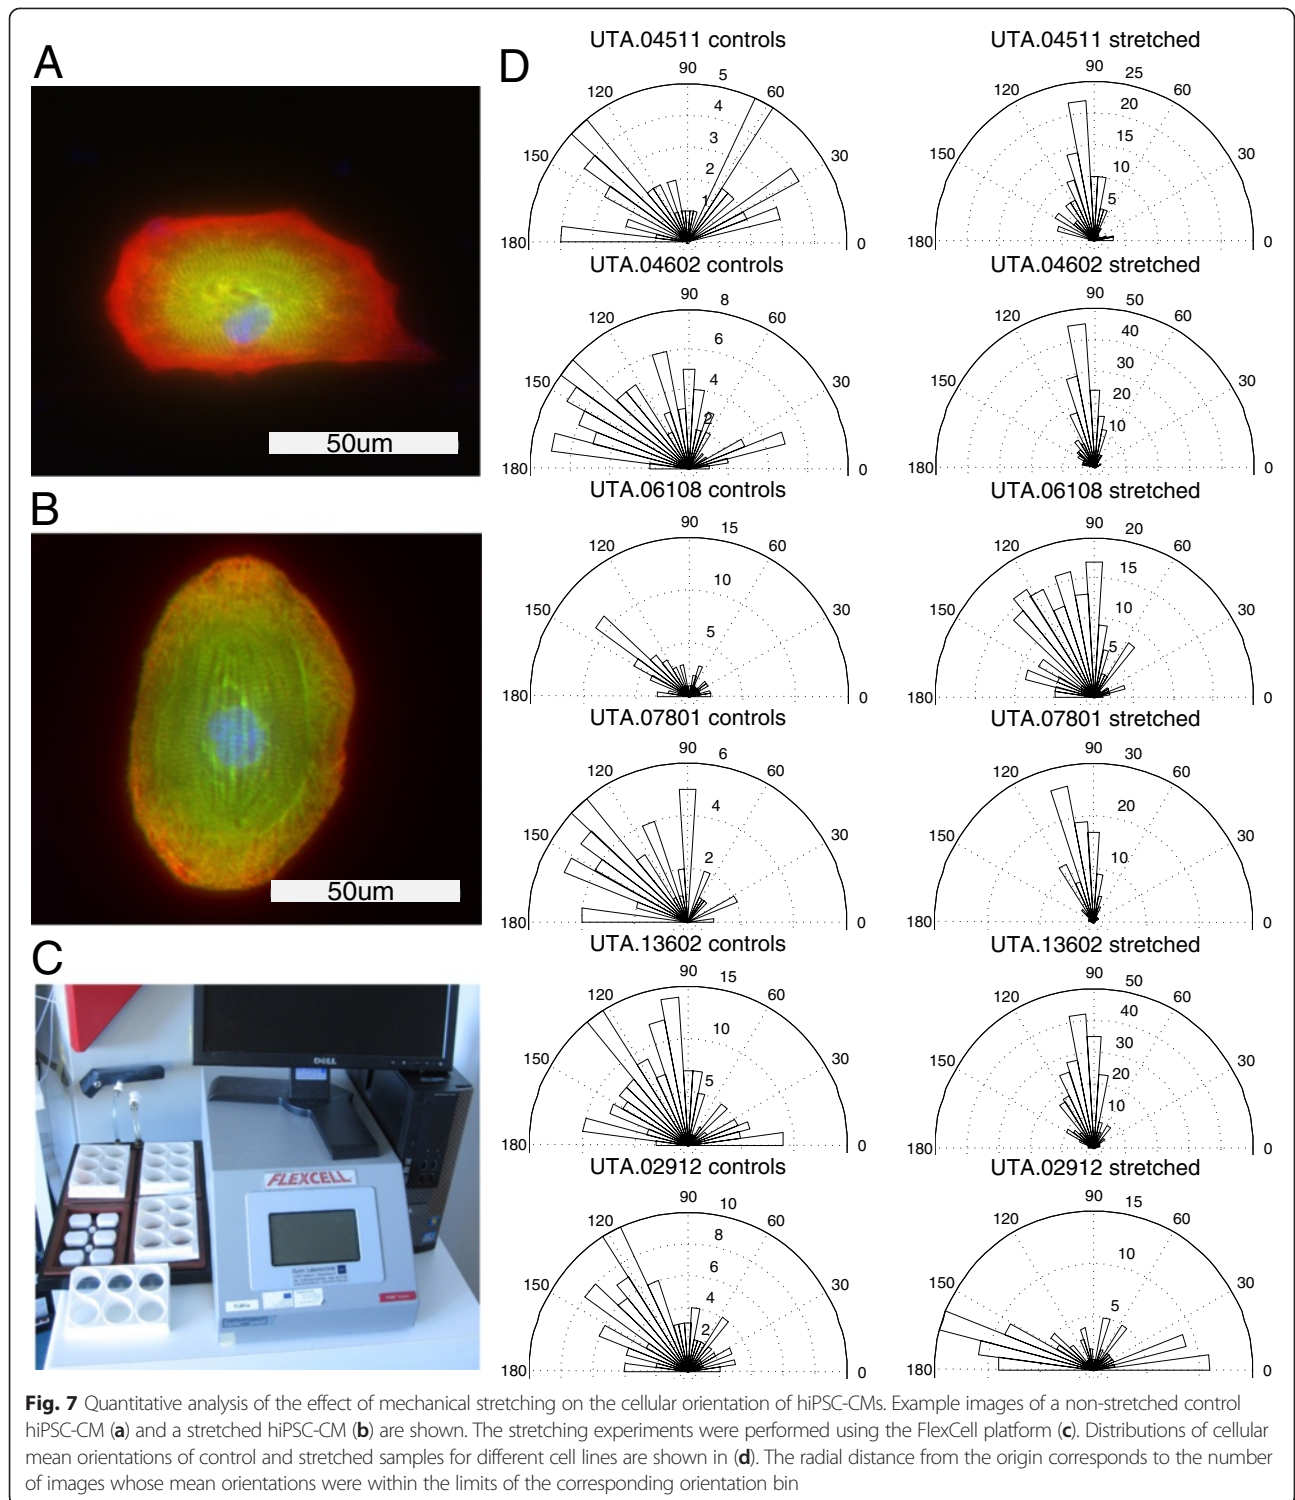 A
50um
B
50um
C
DELL
FLEXCELL
D
UTA.04511 controls
90 5
120 4 60
3
150 2 30
1
180 0
UTA.04511 stretched
90 25
120 20 60
15
150 10 30
5
180 0
UTA.04602 controls
90 8
120 6 60
150 4 30
2
180 0
UTA.04602 stretched
90 50
120 40 60
30
150 20 30
10
180 0
UTA.06108 controls
90 15
120 60
10
150 5 30
180 0
UTA.06108 stretched
90 20
120 60
15
150 10 30
5
180 0
UTA.07801 controls
90 6
120 60
4
150 2 30
180 0
UTA.07801 stretched
90 30
120 60
20
150 10 30
180 0
UTA.13602 controls
90 15
120 60
10
150 5 30
180 0
UTA.13602 stretched
90 50
120 40 60
30
150 20 30
10
180 0
UTA.02912 controls
90 10
120 8 60
6
150 4 30
2
180 0
UTA.02912 stretched
90 15
120 60
10
150 5 30
180 0
Fig. 7 Quantitative analysis of the effect of mechanical stretching on the cellular orientation of hiPSC-CMs. Example images of a non-stretched control
hiPSC-CM (a) and a stretched hiPSC-CM (b) are shown. The stretching experiments were performed using the FlexCell platform (c). Distributions of cellular
mean orientations of control and stretched samples for different cell lines are shown in (d). The radial distance from the origin corresponds to the number
of images whose mean orientations were within the limits of the corresponding orientation bin